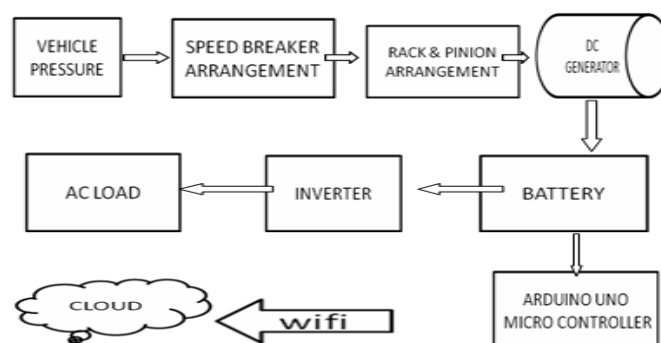 VEHICLE
PRESSURE
SPEED BREAKER
ARRANGEMENT
RACK & PINION
ARRANGEMENT
DC
GENERATOR
AC LOAD
INVERTER
BATTERY
CLOUD
wifi
ARDUINO UNO
MICRO CONTROLLER